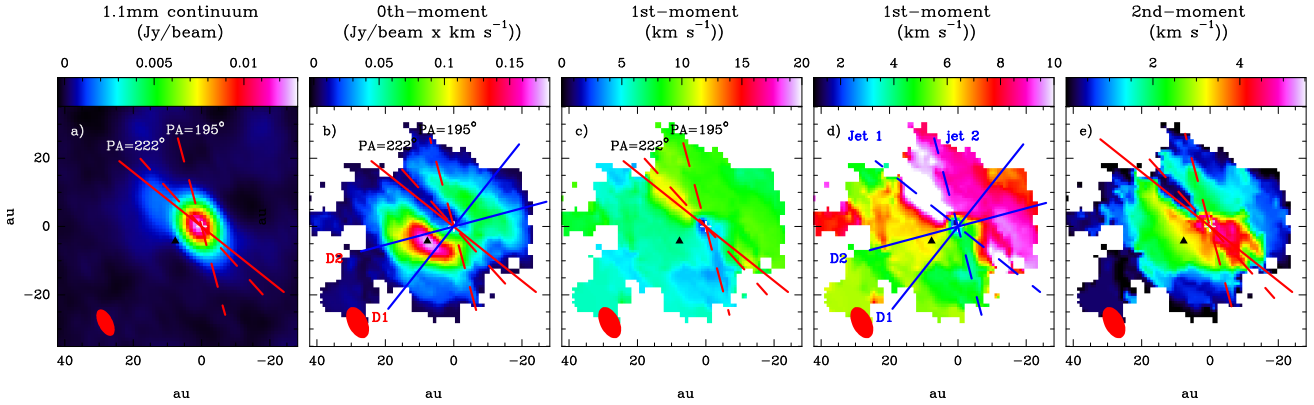 1.1mm continuum
(Jy/beam)
0th−moment
(Jy/beam x km s⁻¹))
1st−moment
(km s⁻¹))
1st−moment
(km s⁻¹))
2nd−moment
(km s⁻¹))
0 0.005 0.01
0 0.05 0.1 0.15
0 5 10 15 20
2 4 6 8 10
2 4
a)
PA=195°
PA=222°
b)
PA=195°
PA=222
D2
D1
c)
PA=195°
PA=222°
d)
Jet 1
jet 2
D2
D1
e)
au
20
0
−20
40 20 0 −20
40 20 0 −20
40 20 0 −20
40 20 0 −20
40 20 0 −20
au
au
au
au
au
au